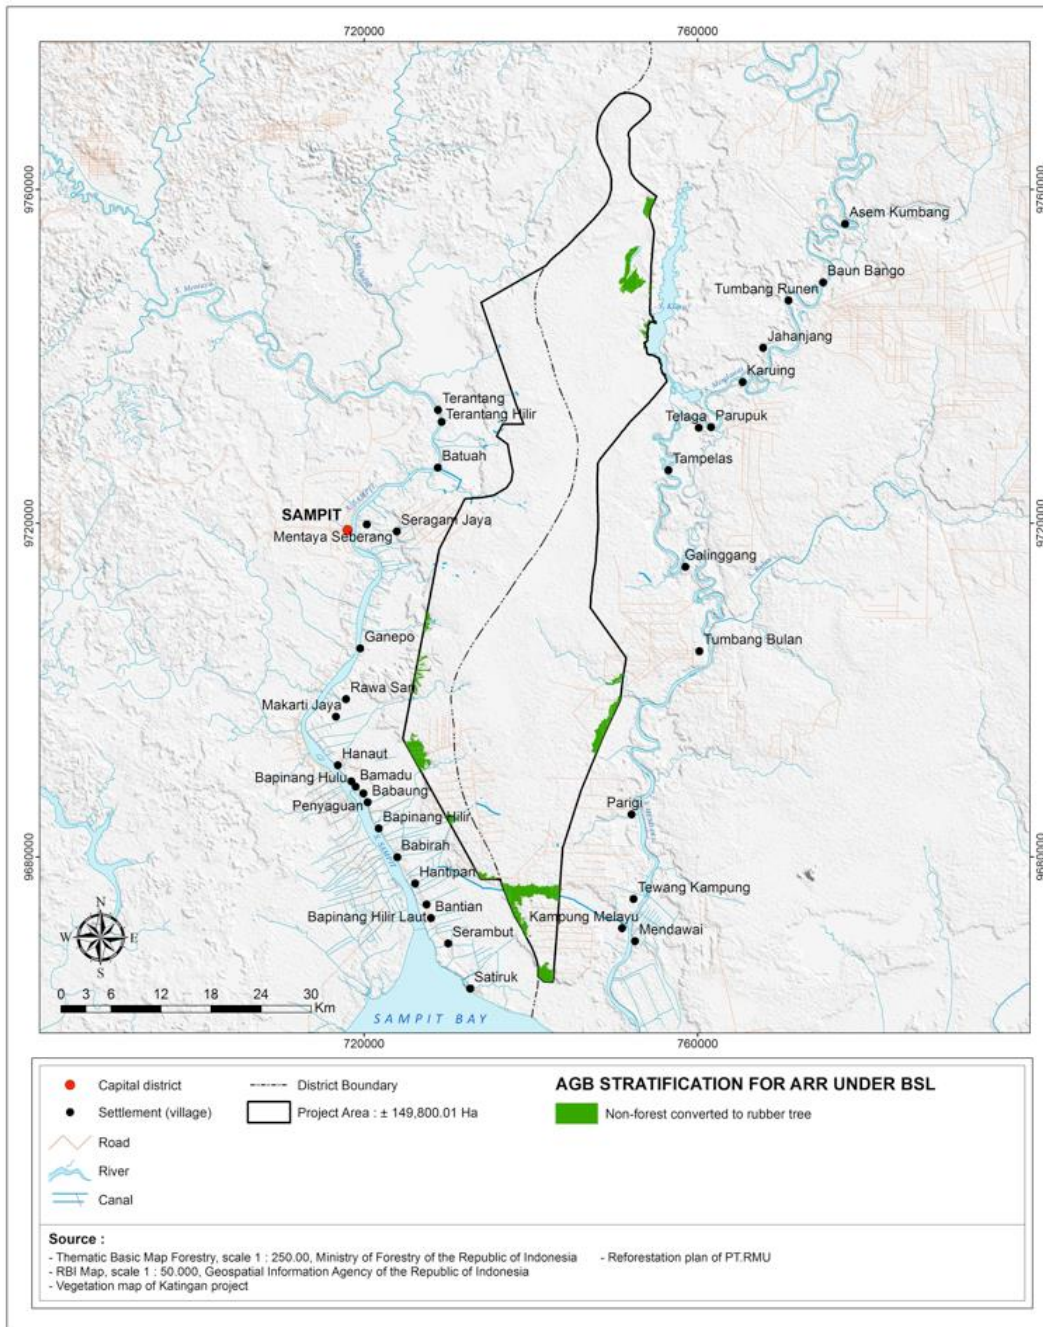 720000
760000
9760000
9760000
Asem Kumbang
Baun Bango
Tumbang Runen
S. Mentaya
Jahanjang
Karuing
Terantang
Terantang Hilir
Telaga
Parupuk
Batuah
Tampelas
SAMPIT
Seragam Jaya
Mentaya Seberang
9720000
9720000
Galinggang
Ganepo
Tumbang Bulan
Rawa Sari
Makarti Jaya
Hanaut
Bapinang Hulu
Bamadu
Babaung
Penyaguan
Parigi
Bapinang Hilir
S. SAMPIT
Babirah
9680000
9680000
Hantipan
Tewang Kampung
Bantian
Bapinang Hilir Laut
Kampung Melayu
Mendawai
Serambut
Satiruk
N
W E
S
0 3 6 12 18 24 30
Km
SAMPIT BAY
720000
760000
Capital district
Settlement (village)
Road
River
Canal
District Boundary
Project Area : ± 149,800.01 Ha
AGB STRATIFICATION FOR ARR UNDER BSL
Non-forest converted to rubber tree
Source :
- Thematic Basic Map Forestry, scale 1 : 250.00, Ministry of Forestry of the Republic of Indonesia - Reforestation plan of PT.RMU
- RBI Map, scale 1 : 50.000, Geospatial Information Agency of the Republic of Indonesia
- Vegetation map of Katingan project